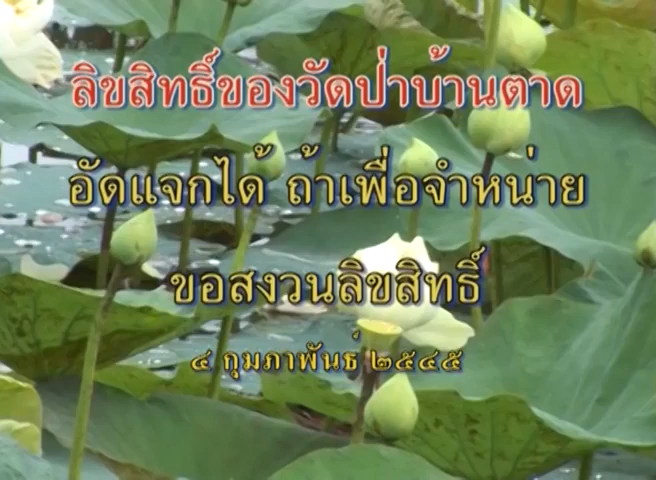 ลิขสิทธิ์ของวัดป่าบ้านตาด
อัดแจกได้ ถ้าเพื่อจำหน่าย
ขอสงวนลิขสิทธิ์
๔ กุมภาพันธ์ ๒๕๔๕